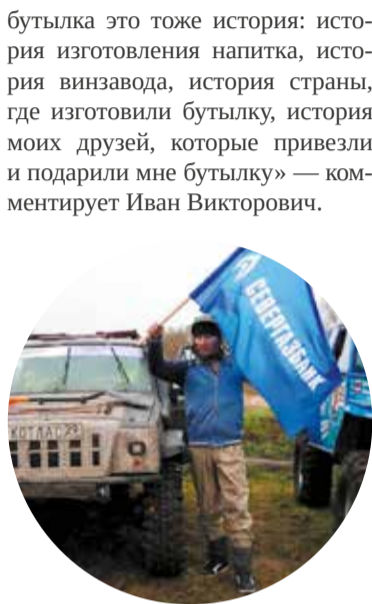 бутылка это тоже история: исто-
рия изготовления напитка, исто-
рия винзавода, история страны,
где изготовили бутылку, история
моих друзей, которые привезли
и подарили мне бутылку» — ком-
ментирует Иван Викторович.
СЕВЕРГАЗБАНК
КОТЛАС